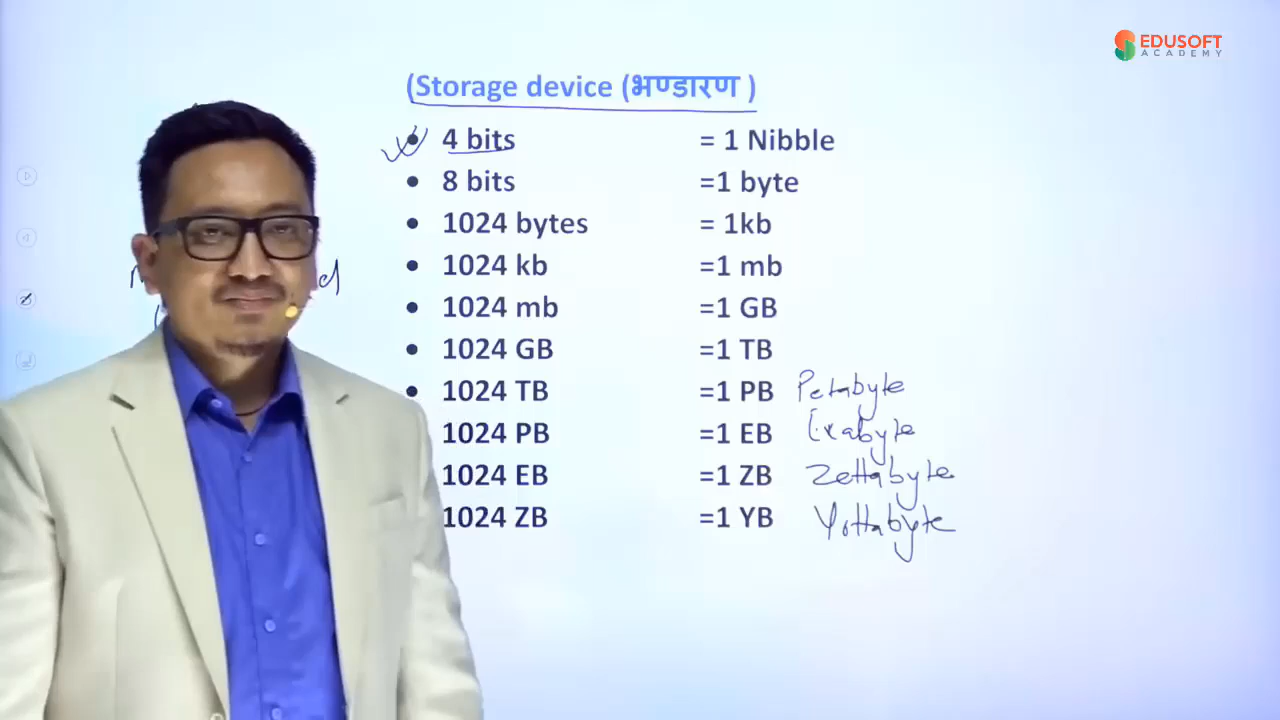 EDUSOFT
ACADEMY
(Storage device (भण्डारण )
4 bits = 1 Nibble
8 bits =1 byte
1024 bytes = 1kb
1024 kb =1 mb
1024 mb =1 GB
1024 GB =1 TB
1024 TB =1 PB Petabyte
1024 PB =1 EB Exabyte
1024 EB =1 ZB Zettabyte
1024 ZB =1 YB Yottabyte